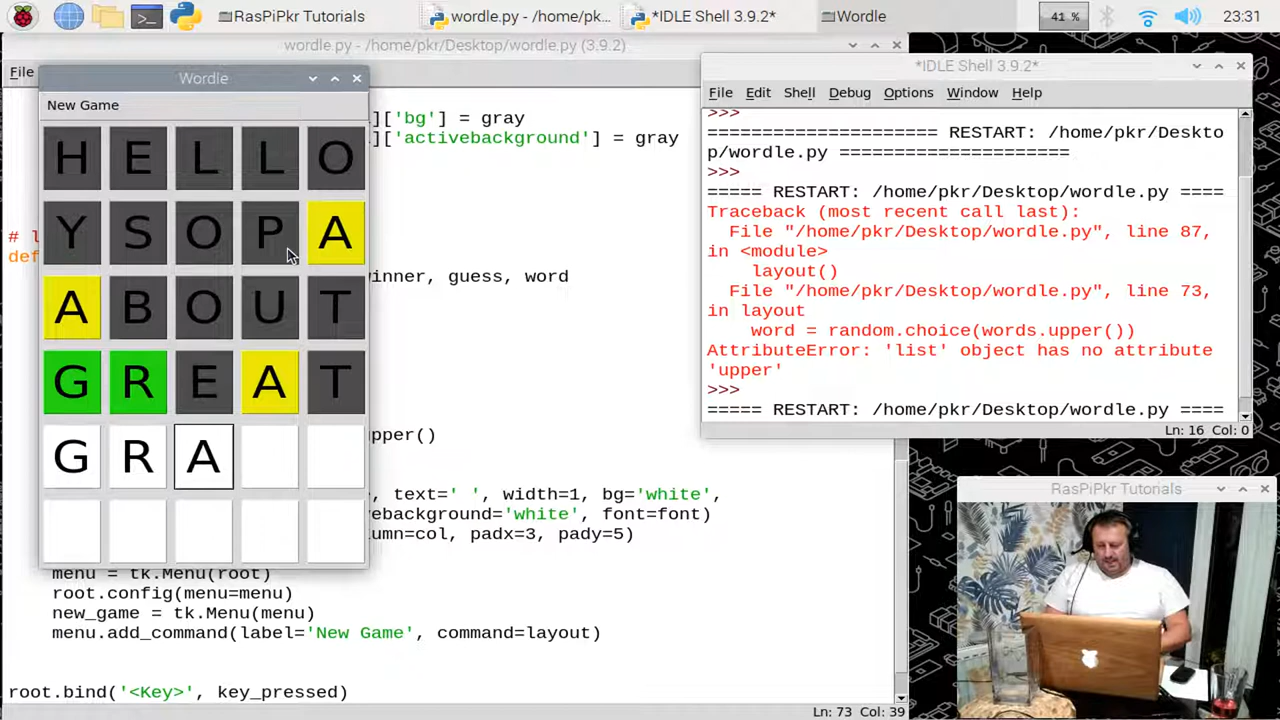 RasPiPkr Tutorials
wordle.py - /home/pk...
*IDLE Shell 3.9.2*
Wordle
41 %
23:31
wordle.py - /home/pkr/Desktop/wordle.py (3.9.2)
File
Wordle
New Game
H E L L O
Y S O P A
A B O U T
G R E A T
G R A
]['bg'] = gray
]['activebackground'] = gray
# l
def
inner, guess, word
pper()
, text=' ', width=1, bg='white',
ebackground='white', font=font)
umn=col, padx=3, pady=5)
menu = tk.Menu(root)
root.config(menu=menu)
new_game = tk.Menu(menu)
menu.add_command(label='New Game', command=layout)
root.bind('<Key>', key_pressed)
Ln: 73 Col: 39
*IDLE Shell 3.9.2*
File Edit Shell Debug Options Window Help
>>>
===================== RESTART: /home/pkr/Deskto
p/wordle.py =====================
>>>
===== RESTART: /home/pkr/Desktop/wordle.py ====
Traceback (most recent call last):
File "/home/pkr/Desktop/wordle.py", line 87,
in <module>
layout()
File "/home/pkr/Desktop/wordle.py", line 73,
in layout
word = random.choice(words.upper())
AttributeError: 'list' object has no attribute
'upper'
>>>
===== RESTART: /home/pkr/Desktop/wordle.py ====
Ln: 16 Col: 0
RasPiPkr Tutorials